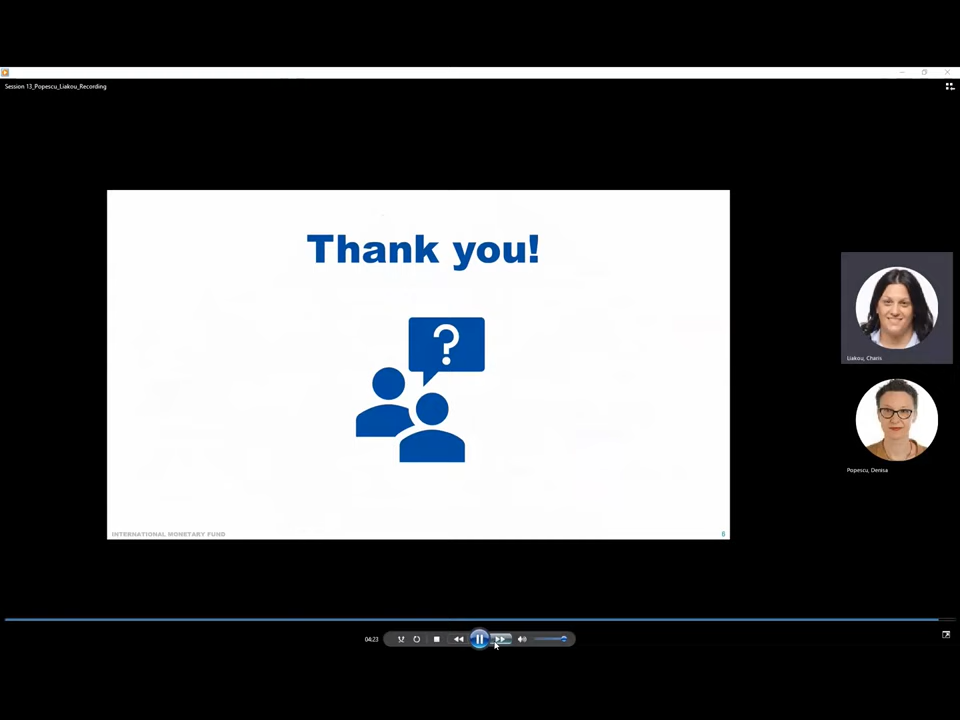 Session 13_Popescu_Liakou_Recording
Thank you!
?
Liakou, Charis
Popescu, Denisa
INTERNATIONAL MONETARY FUND
8
04:23